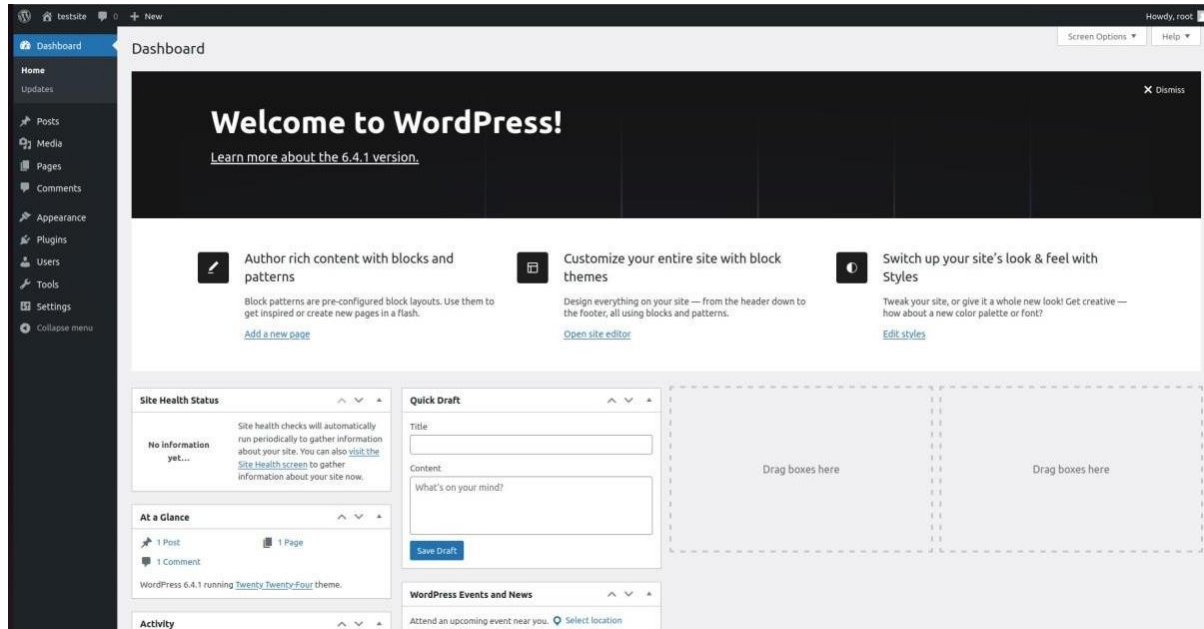 testsite
0
New
Howdy, root
Dashboard
Home
Updates
Posts
Media
Pages
Comments
Appearance
Plugins
Users
Tools
Settings
Collapse menu
Dashboard
Screen Options
Help
Dismiss
Welcome to WordPress!
Learn more about the 6.4.1 version.
Author rich content with blocks and
patterns
Block patterns are pre-configured block layouts. Use them to
get inspired or create new pages in a flash.
Add a new page
Customize your entire site with block
themes
Design everything on your site — from the header down to
the footer, all using blocks and patterns.
Open site editor
Switch up your site's look & feel with
Styles
Tweak your site, or give it a whole new look! Get creative —
how about a new color palette or font?
Edit styles
Site Health Status
No information
yet...
Site health checks will automatically
run periodically to gather information
about your site. You can also visit the
Site Health screen to gather
information about your site now.
At a Glance
1 Post
1 Page
1 Comment
WordPress 6.4.1 running Twenty Twenty-Four theme.
Activity
Quick Draft
Title
Content
What's on your mind?
Save Draft
WordPress Events and News
Attend an upcoming event near you. Select location
Drag boxes here
Drag boxes here